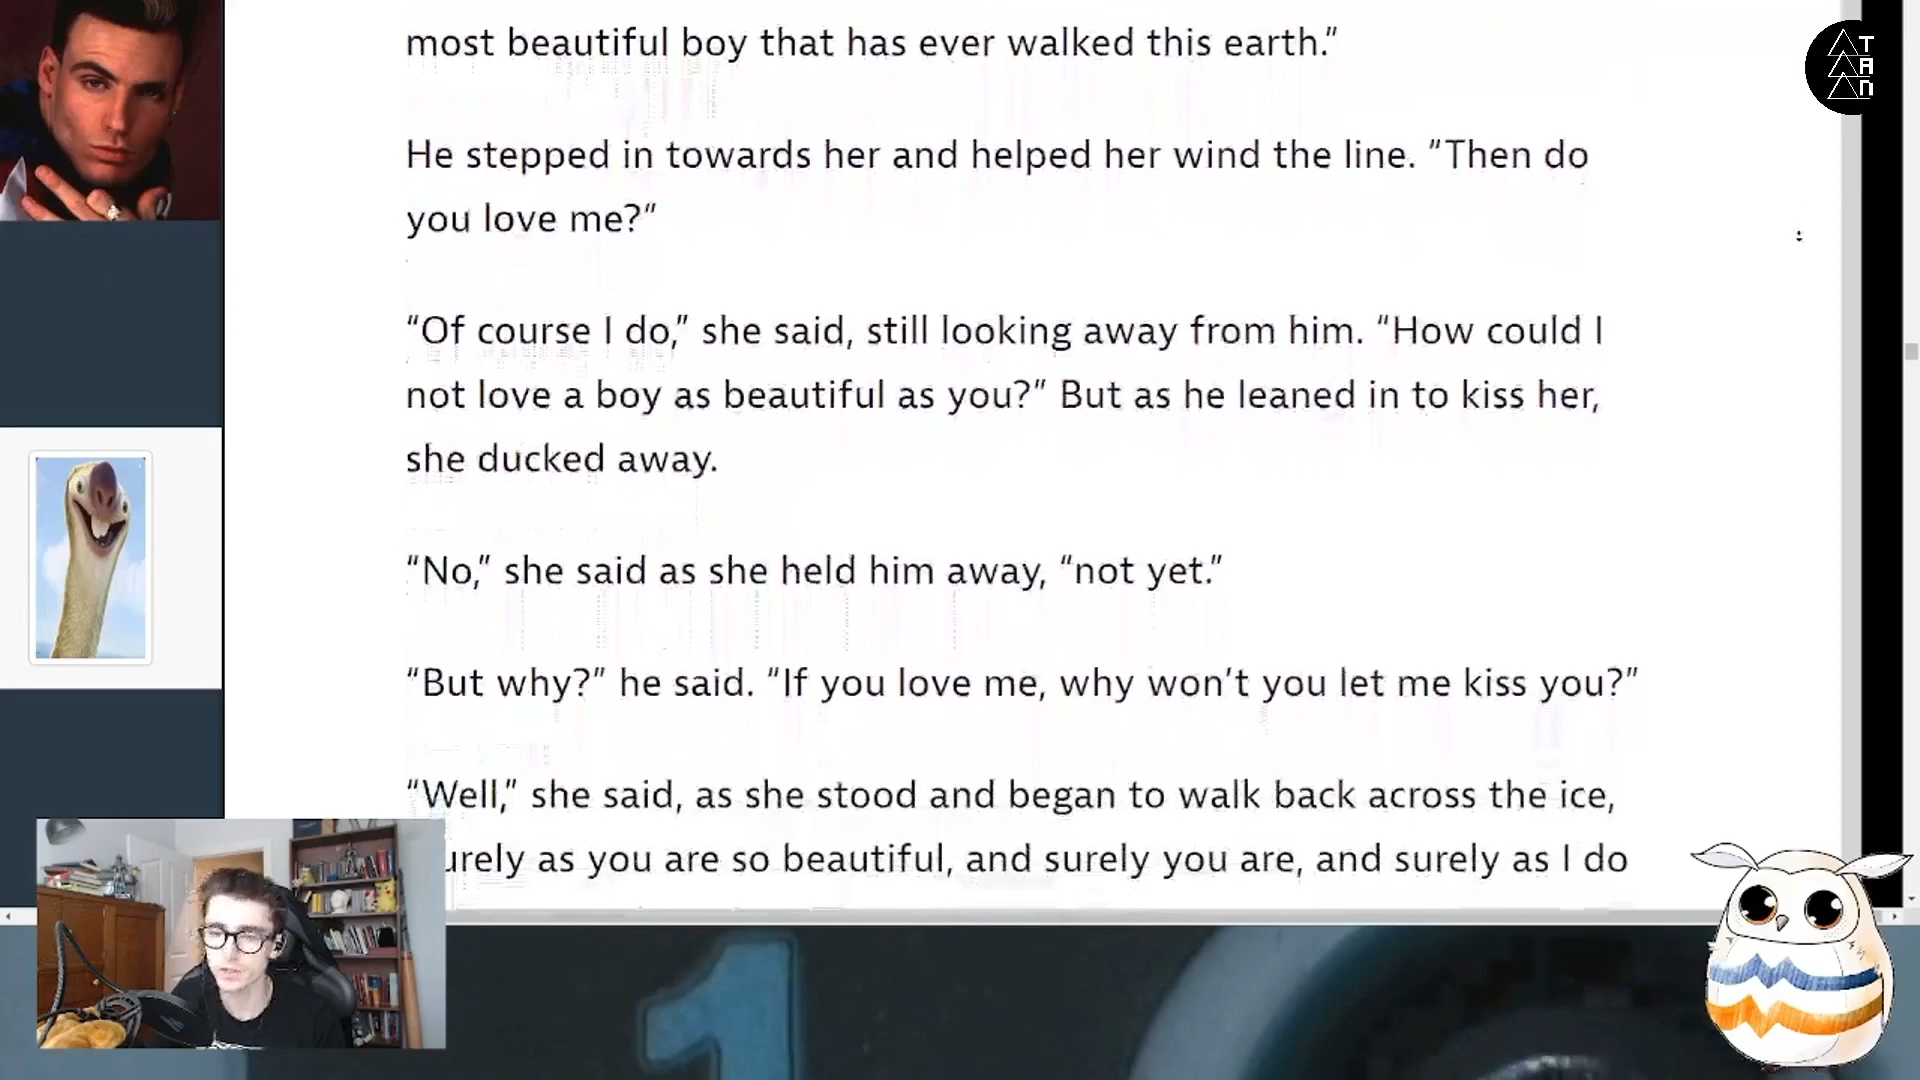 most beautiful boy that has ever walked this earth.”
He stepped in towards her and helped her wind the line. “Then do
you love me?”
“Of course I do,” she said, still looking away from him. “How could I
not love a boy as beautiful as you?” But as he leaned in to kiss her,
she ducked away.
“No,” she said as she held him away, “not yet.”
“But why?” he said. “If you love me, why won’t you let me kiss you?”
“Well,” she said, as she stood and began to walk back across the ice,
urely as you are so beautiful, and surely you are, and surely as I do
TAN
1